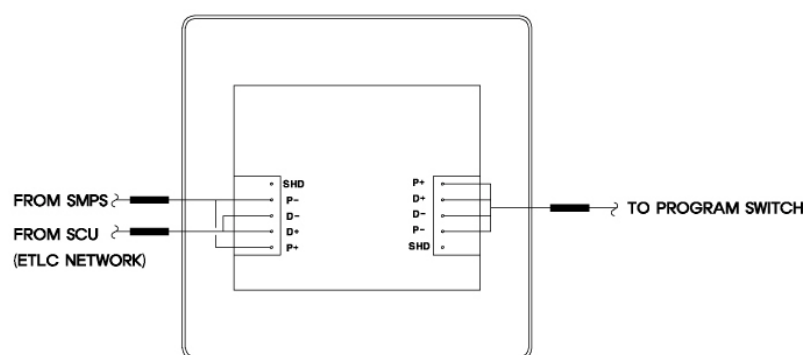 SHD
P-
D-
D+
P+
P+
D+
D-
P-
SHD
FROM SMPS
FROM SCU
(ETLC NETWORK)
TO PROGRAM SWITCH